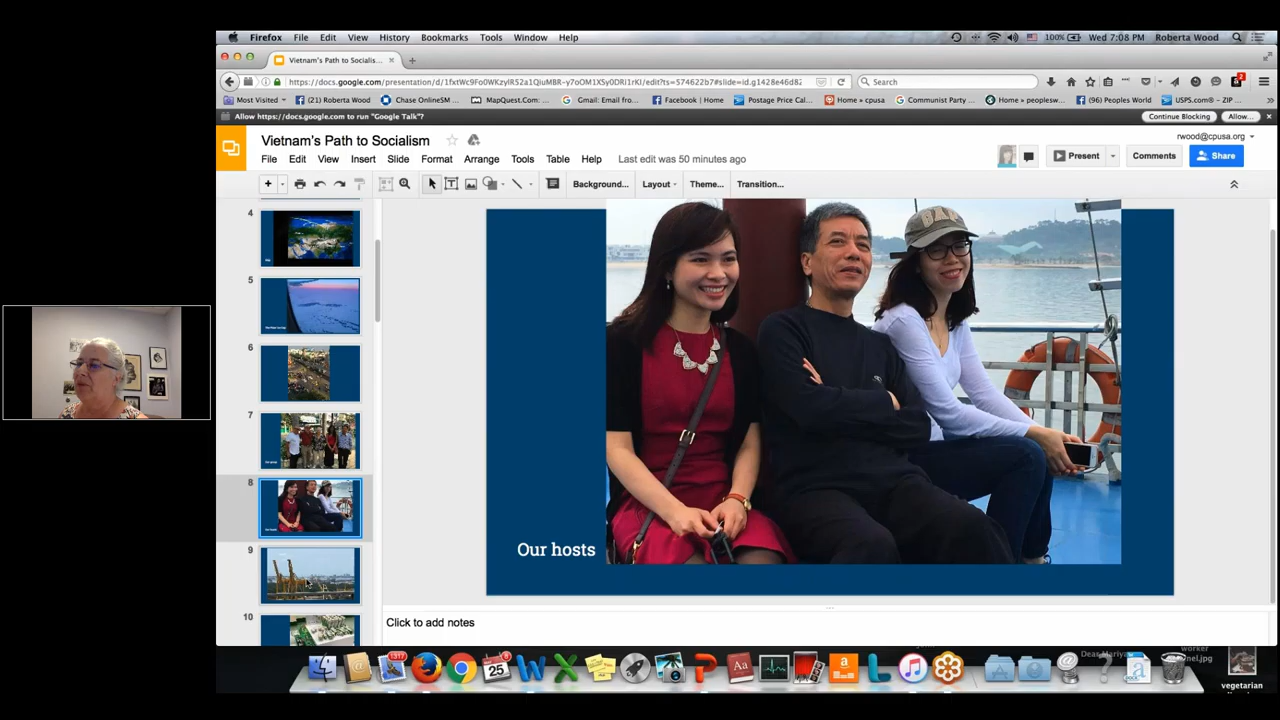 Firefox File Edit View History Bookmarks Tools Window Help 100% Wed 7:08 PM Roberta Wood
Vietnam's Path to Socialis...
Search
Most Visited (21) Roberta Wood Chase OnlineSM ... MapQuest.Com: ... Gmail: Email fro... Facebook | Home Postage Price Cal... Home » cpusa Communist Party ... Home » peoplesw... (96) Peoples World USPS.com® – ZIP ...
Allow https://docs.google.com to run "Google Talk"? Continue Blocking Allow...
Vietnam's Path to Socialism
rwood@cpusa.org
File Edit View Insert Slide Format Arrange Tools Table Help Last edit was 50 minutes ago
Present Comments Share
Background... Layout Theme... Transition...
4
5
6
7
8
9
10
GAP
Our hosts
Click to add notes
1317
25
Aa
vegetarian